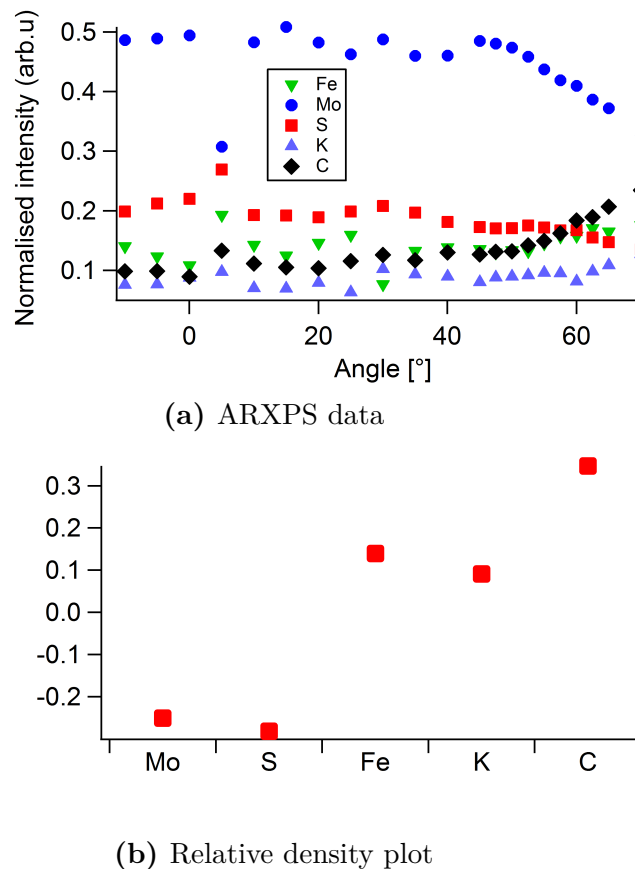 Normalised intensity (arb.u)
0.5
0.4
0.3
0.2
0.1
Fe
Mo
S
K
C
0 20 40 60
Angle [°]
(a) ARXPS data
0.3
0.2
0.1
0.0
-0.1
-0.2
Mo S Fe K C
(b) Relative density plot